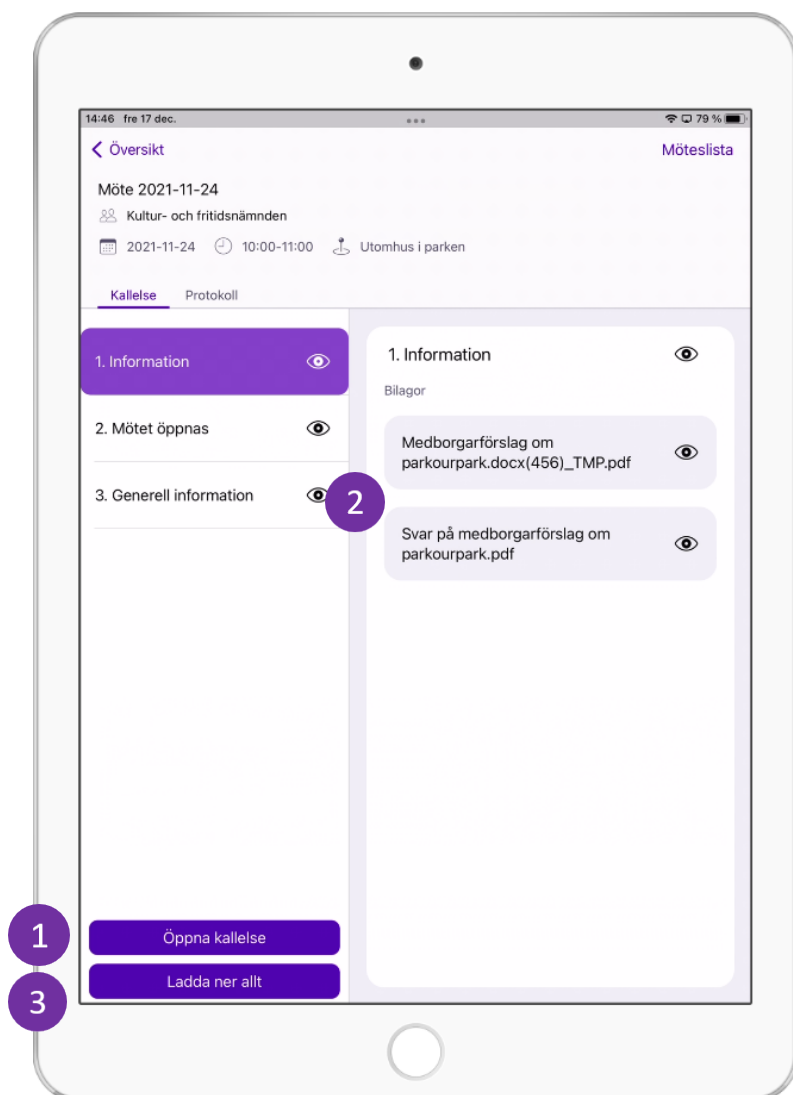 14:46 fre 17 dec.
79 %
Översikt
Möteslista
Möte 2021-11-24
Kultur- och fritidsnämnden
2021-11-24 10:00-11:00 Utomhus i parken
Kallelse Protokoll
1. Information
2. Mötet öppnas
3. Generell information
1. Information
Bilagor
Medborgarförslag om
parkourpark.docx(456)_TMP.pdf
2
Svar på medborgarförslag om
parkourpark.pdf
1
Öppna kallelse
3
Ladda ner allt